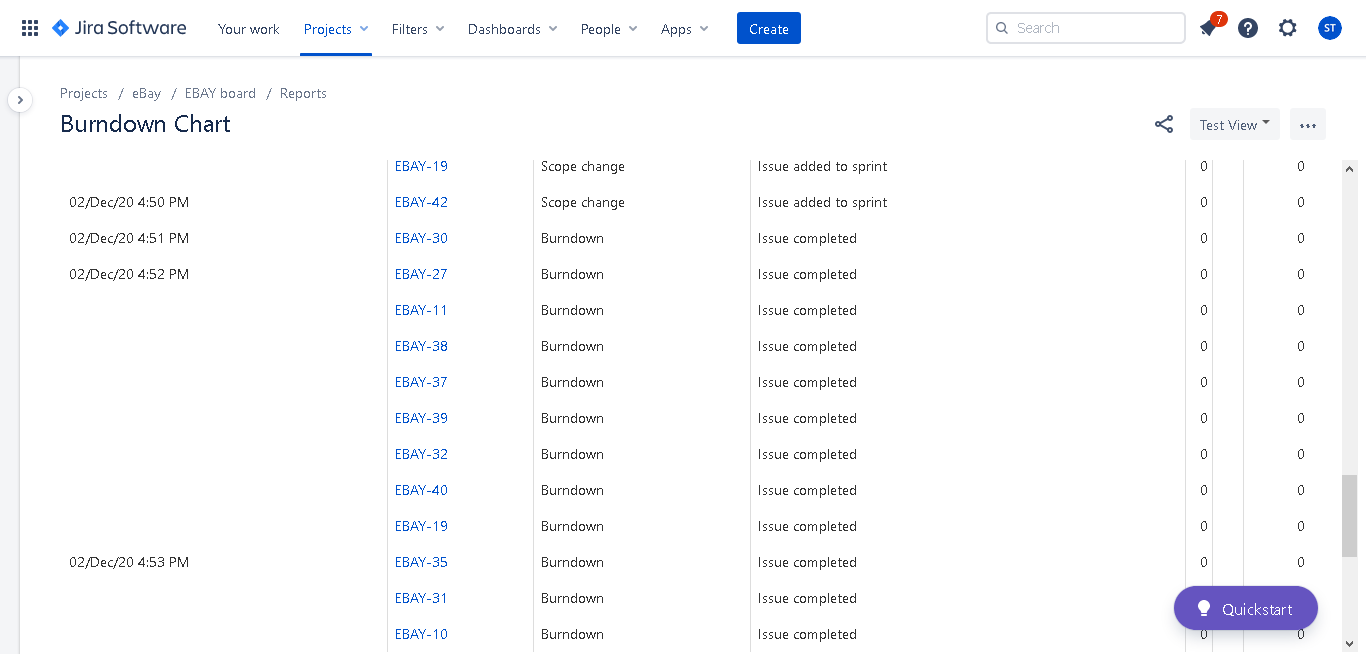 Jira Software Your work Projects Filters Dashboards People Apps Create Search 7 ? ST
Projects / eBay / EBAY board / Reports
Burndown Chart Test View ...
EBAY-19 Scope change Issue added to sprint 0 0
02/Dec/20 4:50 PM EBAY-42 Scope change Issue added to sprint 0 0
02/Dec/20 4:51 PM EBAY-30 Burndown Issue completed 0 0
02/Dec/20 4:52 PM EBAY-27 Burndown Issue completed 0 0
EBAY-11 Burndown Issue completed 0 0
EBAY-38 Burndown Issue completed 0 0
EBAY-37 Burndown Issue completed 0 0
EBAY-39 Burndown Issue completed 0 0
EBAY-32 Burndown Issue completed 0 0
EBAY-40 Burndown Issue completed 0 0
EBAY-19 Burndown Issue completed 0 0
02/Dec/20 4:53 PM EBAY-35 Burndown Issue completed 0 0
EBAY-31 Burndown Issue completed
Quickstart
EBAY-10 Burndown Issue completed 0 0